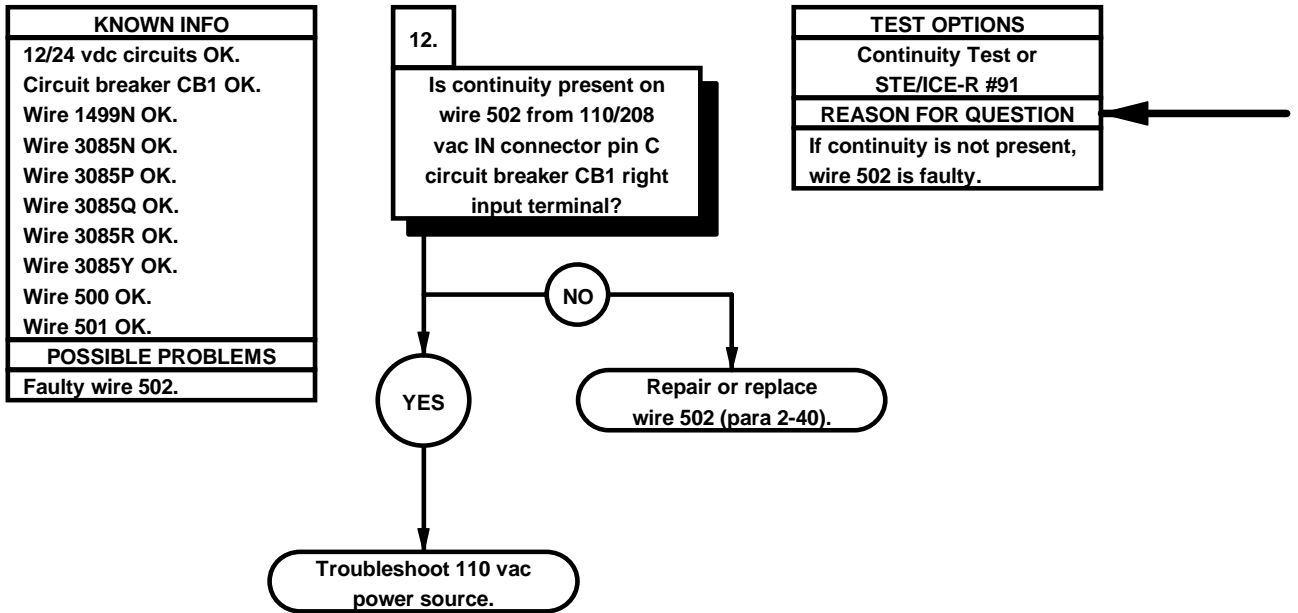 KNOWN INFO
12/24 vdc circuits OK.
Circuit breaker CB1 OK.
Wire 1499N OK.
Wire 3085N OK.
Wire 3085P OK.
Wire 3085Q OK.
Wire 3085R OK.
Wire 3085Y OK.
Wire 500 OK.
Wire 501 OK.
POSSIBLE PROBLEMS
Faulty wire 502.
12.
Is continuity present on
wire 502 from 110/208
vac IN connector pin C
circuit breaker CB1 right
input terminal?
TEST OPTIONS
Continuity Test or
STE/ICE-R #91
REASON FOR QUESTION
If continuity is not present,
wire 502 is faulty.
NO
YES
Repair or replace
wire 502 (para 2-40).
Troubleshoot 110 vac
power source.